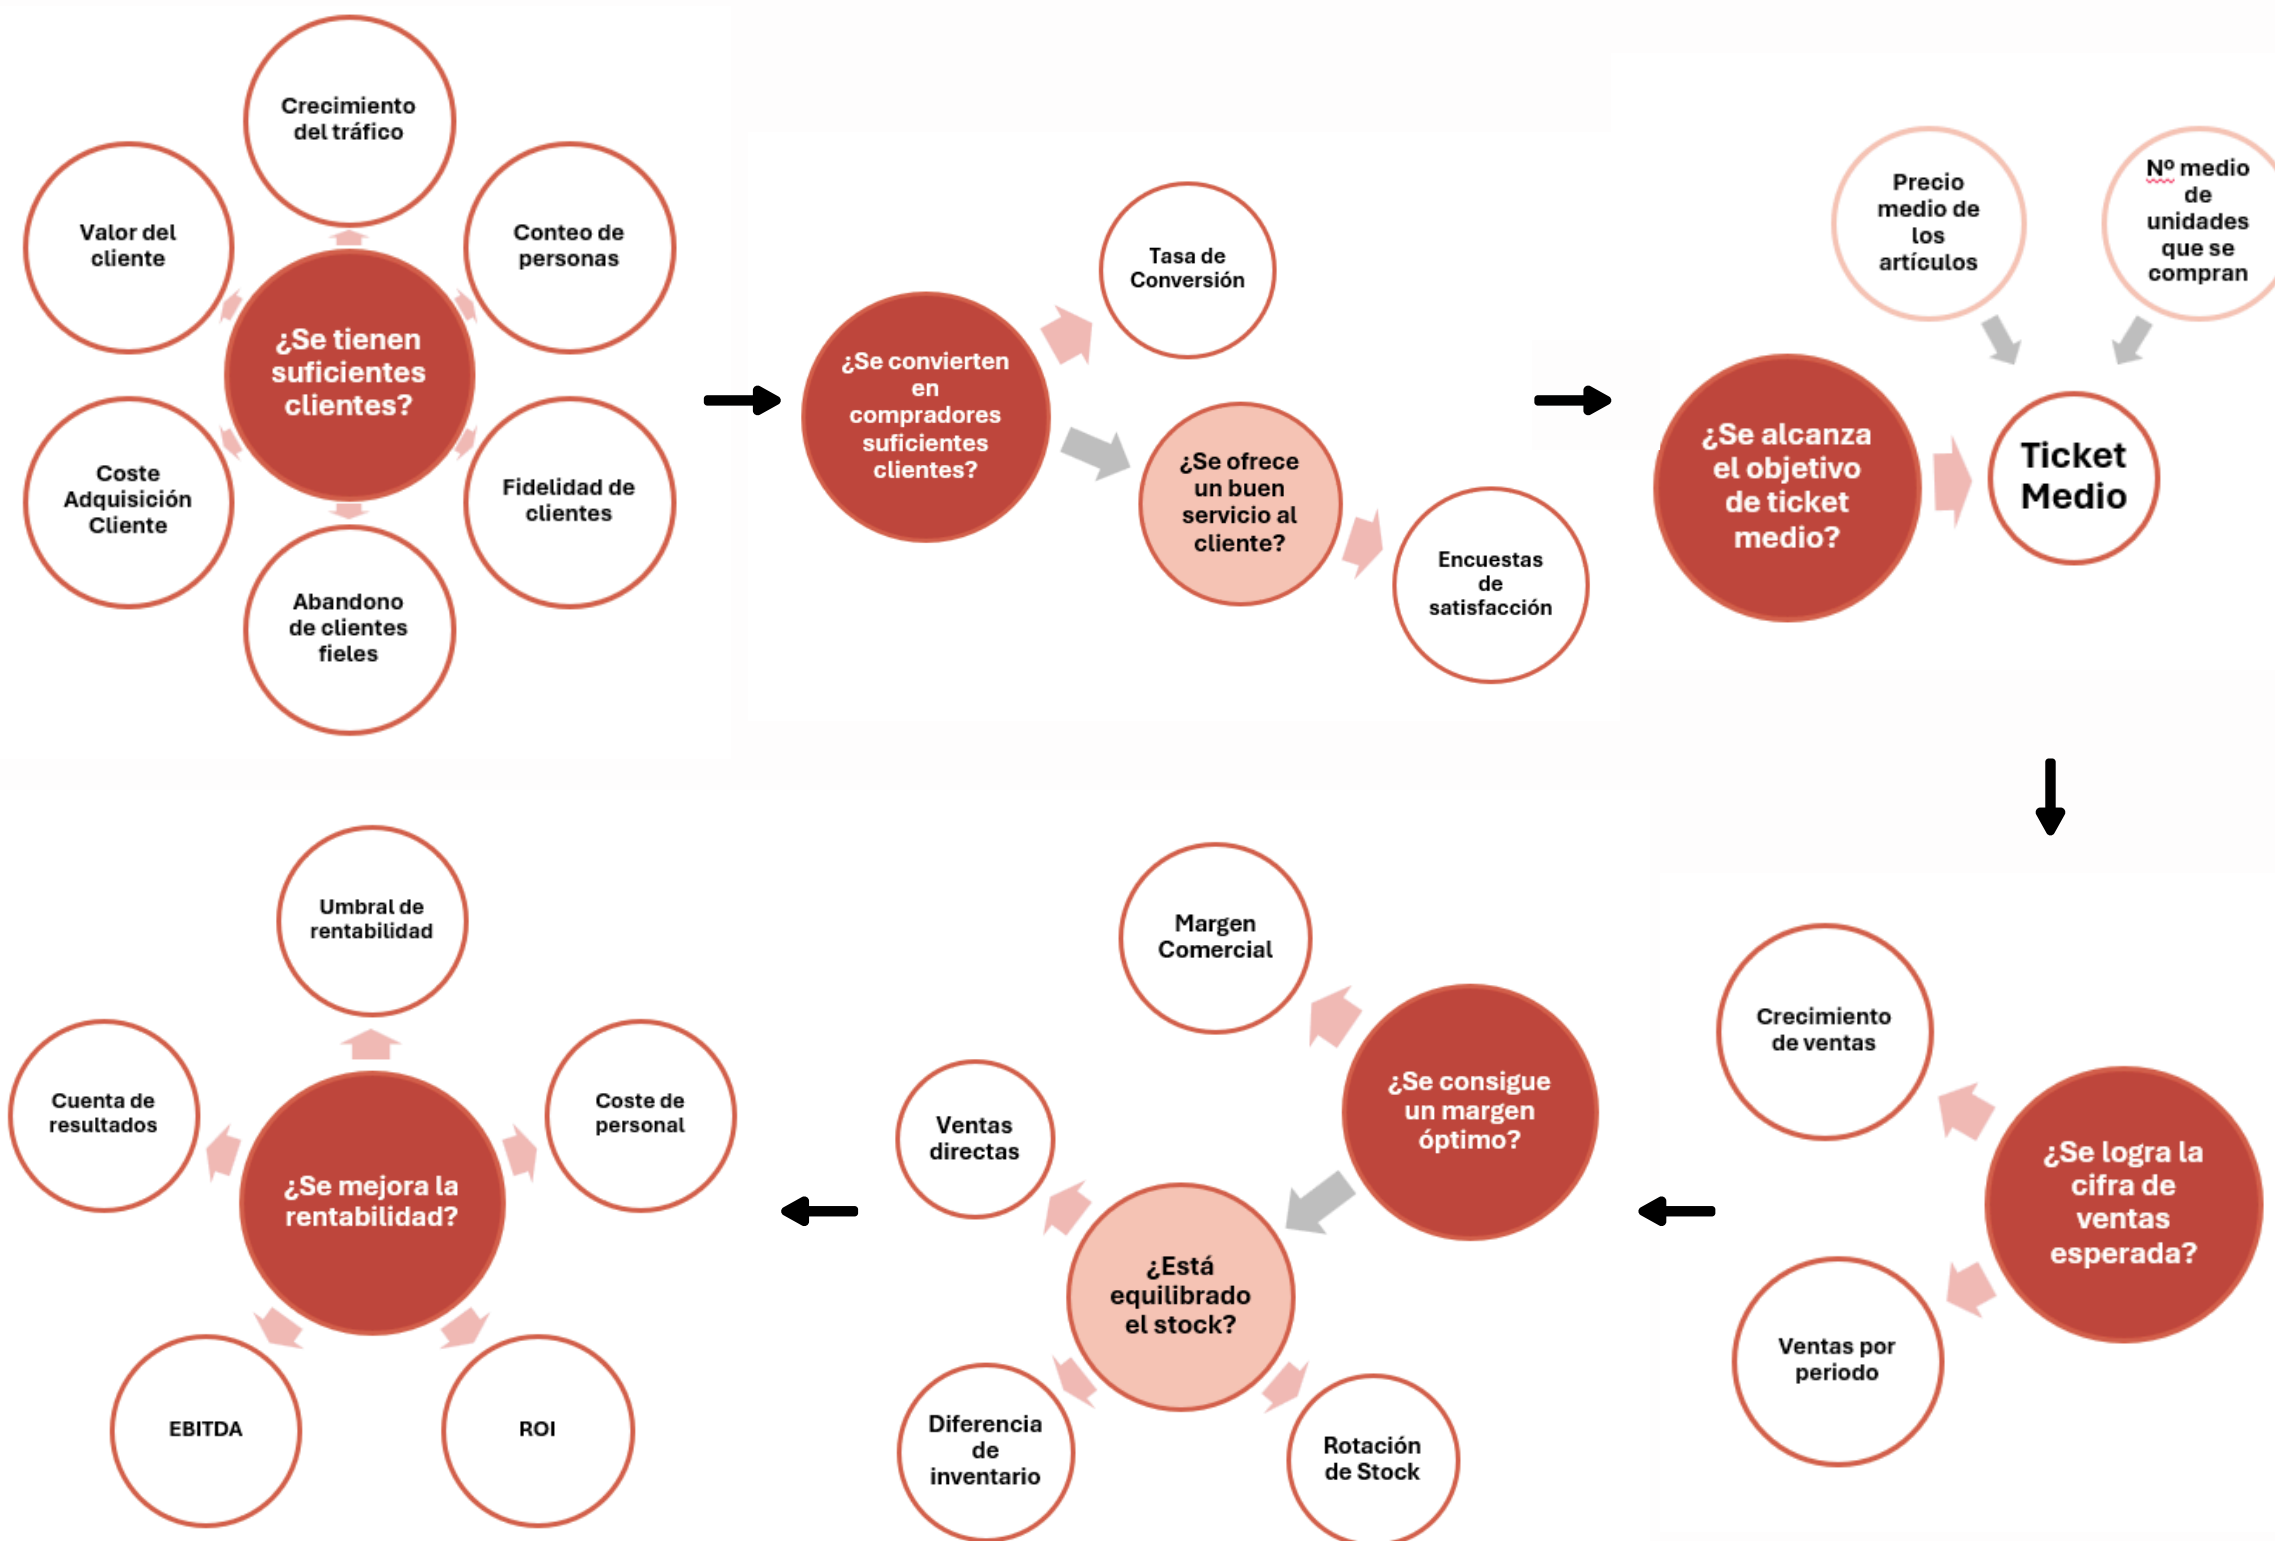 Crecimiento
del tráfico
Valor del
cliente
Conteo de
personas
¿Se tienen
suficientes
clientes?
Coste
Adquisición
Cliente
Fidelidad de
clientes
Abandono
de clientes
fieles
Tasa de
Conversión
¿Se convierten
en
compradores
suficientes
clientes?
¿Se ofrece
un buen
servicio al
cliente?
Encuestas
de
satisfacción
Precio
medio de
los
artículos
Nº medio
de
unidades
que se
compran
¿Se alcanza
el objetivo
de ticket
medio?
Ticket
Medio
Crecimiento
de ventas
¿Se logra la
cifra de
ventas
esperada?
Ventas por
periodo
Margen
Comercial
¿Se consigue
un margen
óptimo?
Ventas
directas
¿Está
equilibrado
el stock?
Diferencia
de
inventario
Rotación
de Stock
Umbral de
rentabilidad
Cuenta de
resultados
Coste de
personal
¿Se mejora la
rentabilidad?
EBITDA
ROI